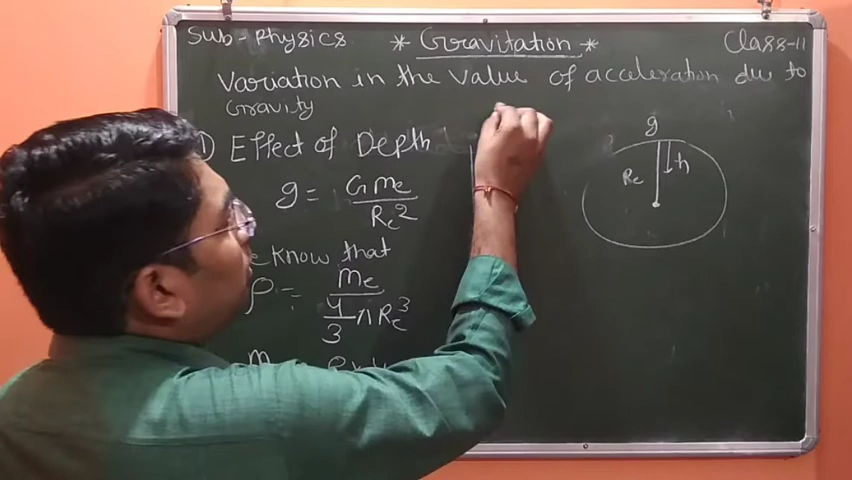 Sub - Physics * Gravitation * Class-11
Variation in the value of acceleration due to
Gravity
① Effect of Depth
g = GMe / Re²
know that
ρ = Me / (4/3 π Re³)
g
Re h